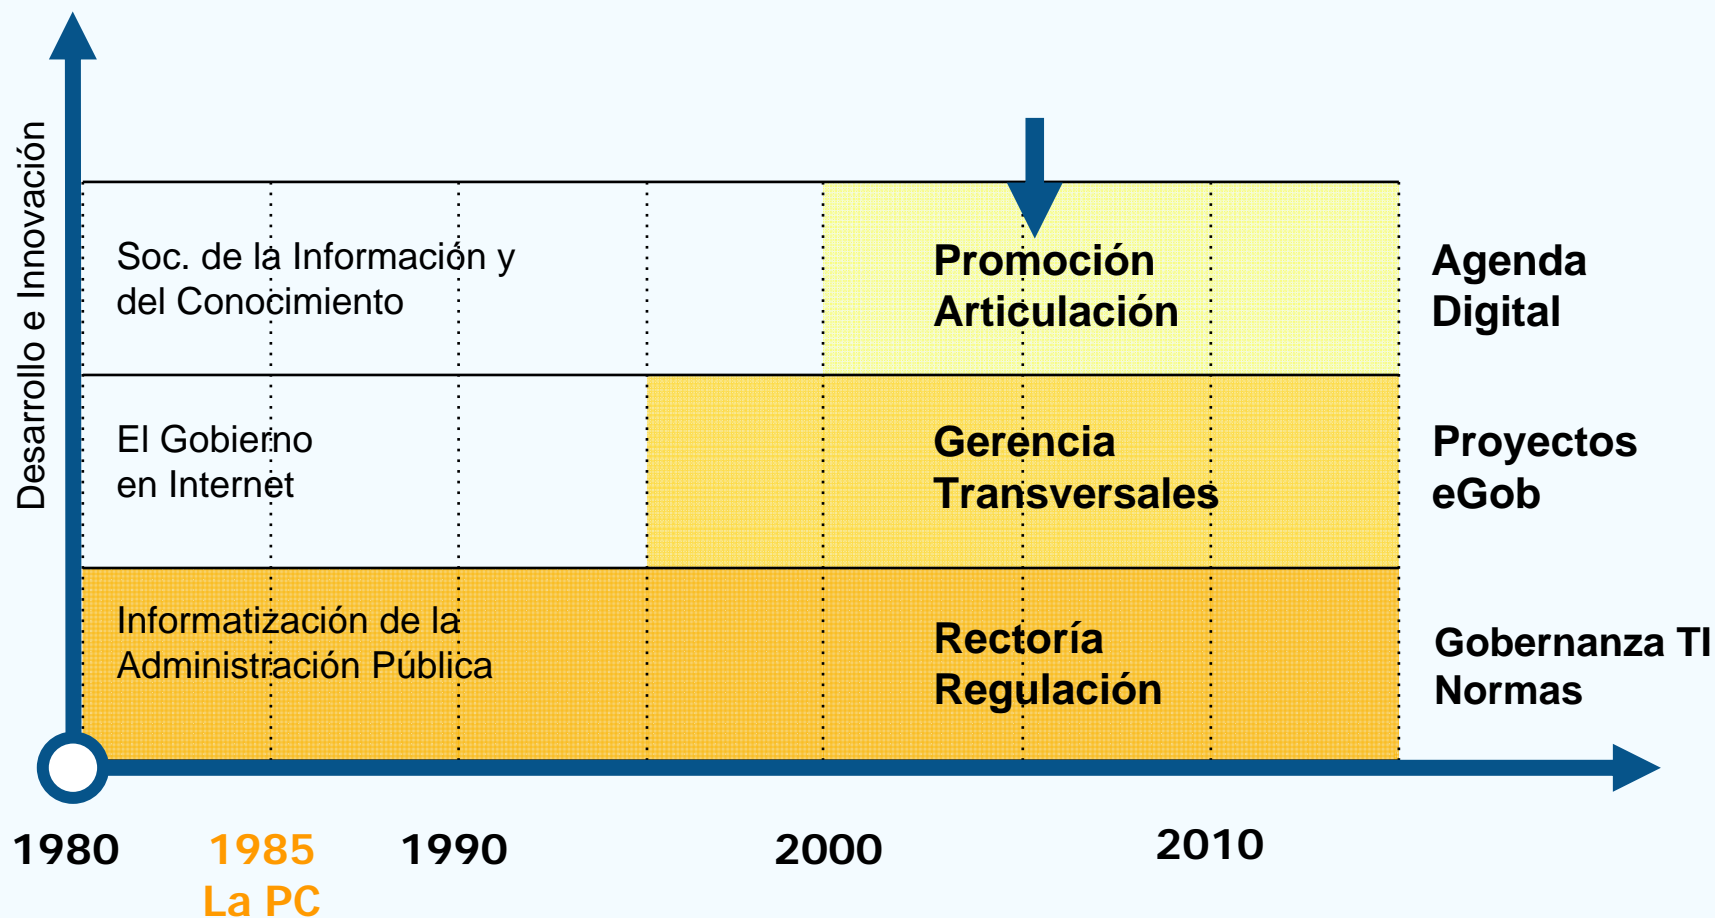 Desarrollo e Innovación
Soc. de la Información y
del Conocimiento
Promoción
Articulación
Agenda
Digital
El Gobierno
en Internet
Gerencia
Transversales
Proyectos
eGob
Informatización de la
Administración Pública
Rectoría
Regulación
Gobernanza TI
Normas
1980
1985
La PC
1990
2000
2010